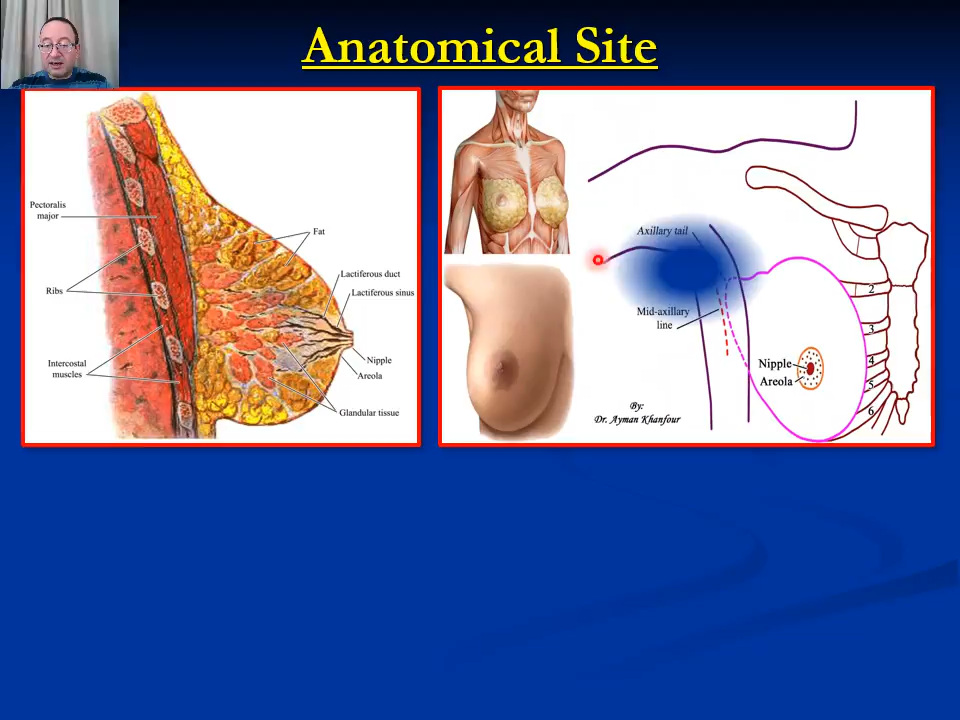 Anatomical Site
Pectoralis
major
Ribs
Intercostal
muscles
Fat
Lactiferous duct
Lactiferous sinus
Nipple
Areola
Glandular tissue
Axillary tail
Mid-axillary
line
Nipple
Areola
2
3
4
5
6
By:
Dr. Ayman Khanfour